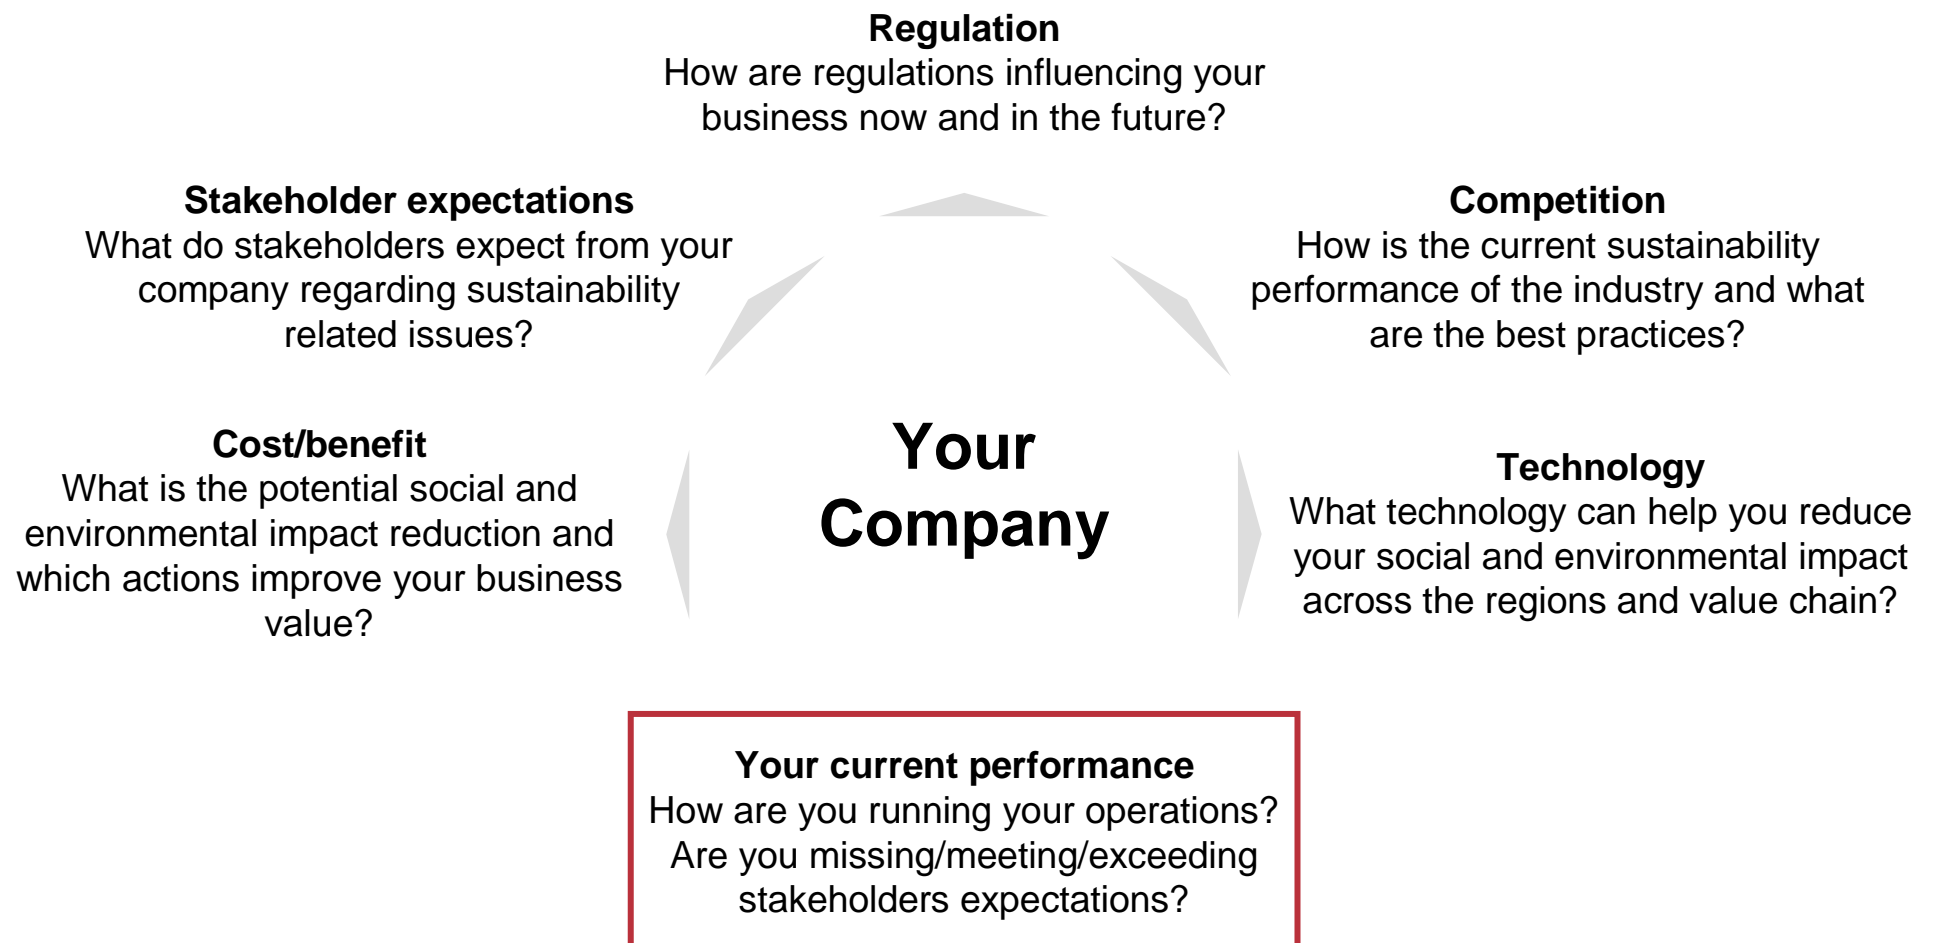 Regulation
How are regulations influencing your
business now and in the future?
Stakeholder expectations
What do stakeholders expect from your
company regarding sustainability
related issues?
Competition
How is the current sustainability
performance of the industry and what
are the best practices?
Cost/benefit
What is the potential social and
environmental impact reduction and
which actions improve your business
value?
Your
Company
Technology
What technology can help you reduce
your social and environmental impact
across the regions and value chain?
Your current performance
How are you running your operations?
Are you missing/meeting/exceeding
stakeholders expectations?